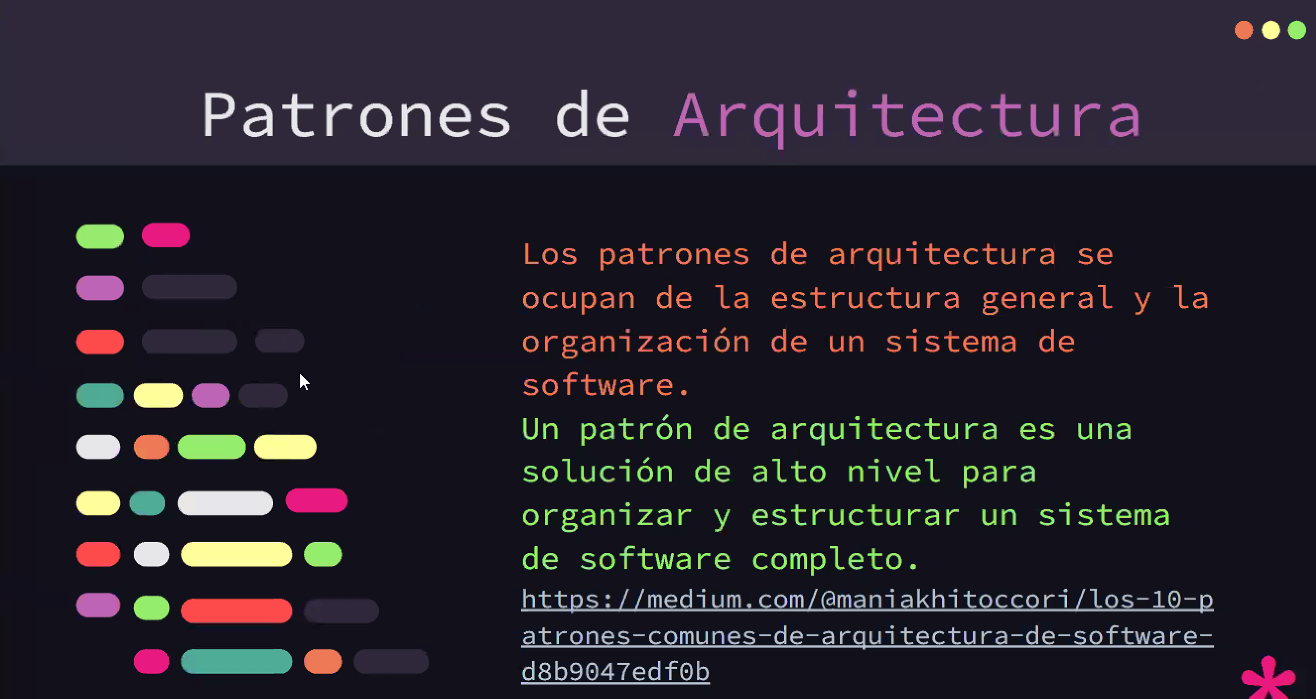 Patrones de Arquitectura
Los patrones de arquitectura se
ocupan de la estructura general y la
organización de un sistema de
software.
Un patrón de arquitectura es una
solución de alto nivel para
organizar y estructurar un sistema
de software completo.
https://medium.com/@maniakhitoccori/los-10-p
atrones-comunes-de-arquitectura-de-software-
d8b9047edf0b